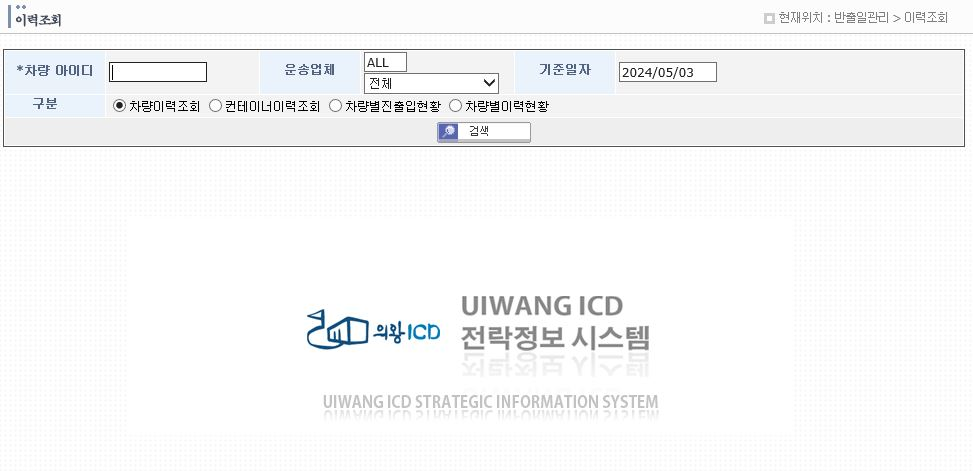 이력조회
현재위치 : 반출일관리 > 이력조회
*차량 아이디 운송업체 ALL 기준일자 2024/05/03
전체
구분 차량이력조회 컨테이너이력조회 차량별진출입현황 차량별이력현황
검색
의왕ICD
UIWANG ICD
전략정보 시스템
UIWANG ICD STRATEGIC INFORMATION SYSTEM